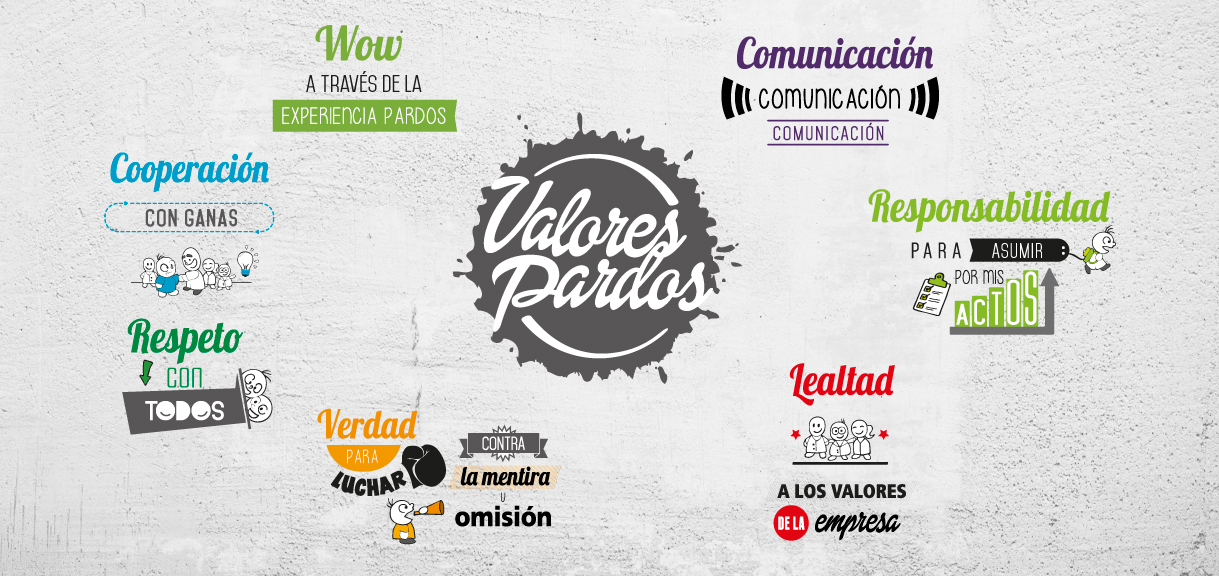 Wow
A TRAVÉS DE LA
EXPERIENCIA PARDOS
Comunicación
COMUNICACIÓN
COMUNICACIÓN
Cooperación
CON GANAS
Valores
Pardos
Responsabilidad
PARA ASUMIR
POR MIS
ACTOS
Respeto
CON
TODOS
Verdad
PARA
LUCHAR
CONTRA
la mentira
U
omisión
Lealtad
A LOS VALORES
DE LA empresa